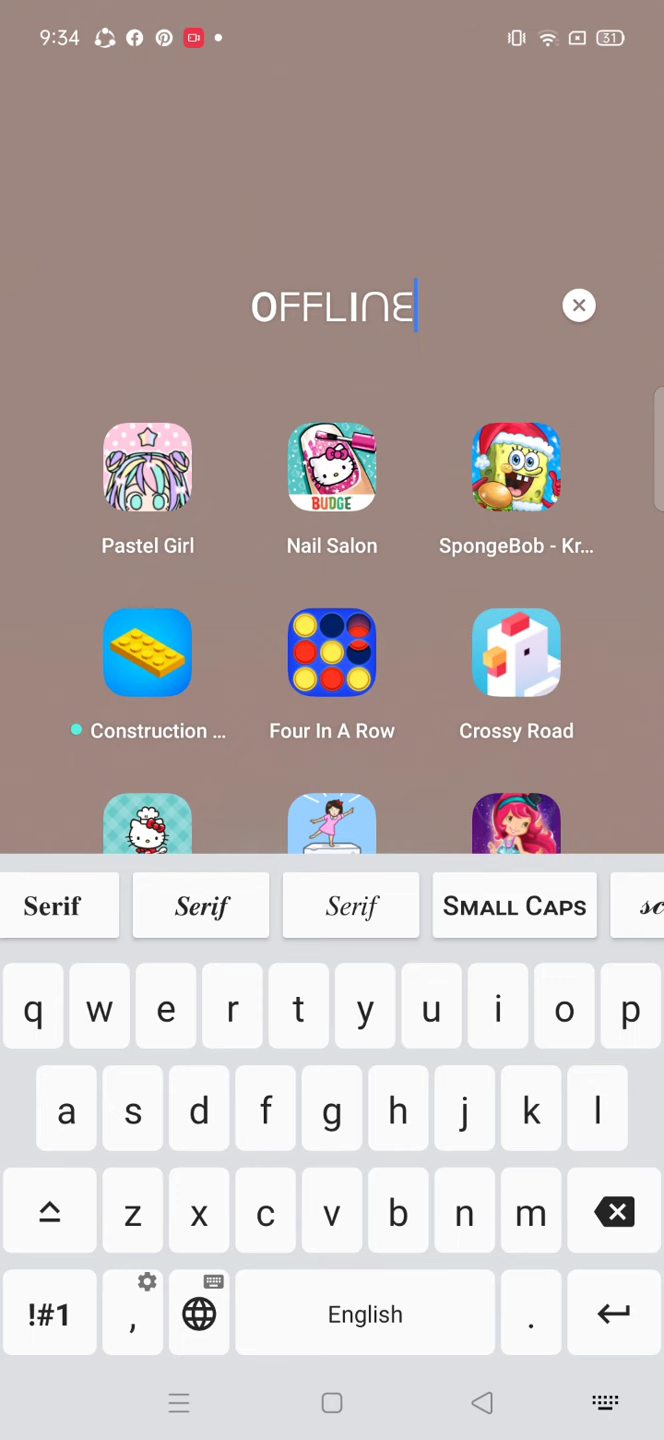 9:34
31
OFFLINE
BUDGE
Pastel Girl
Nail Salon
SpongeBob - Kr...
Construction ...
Four In A Row
Crossy Road
Serif
Serif
Serif
SMALL CAPS
sc
q w e r t y u i o p
a s d f g h j k l
z x c v b n m
!#1 , English .